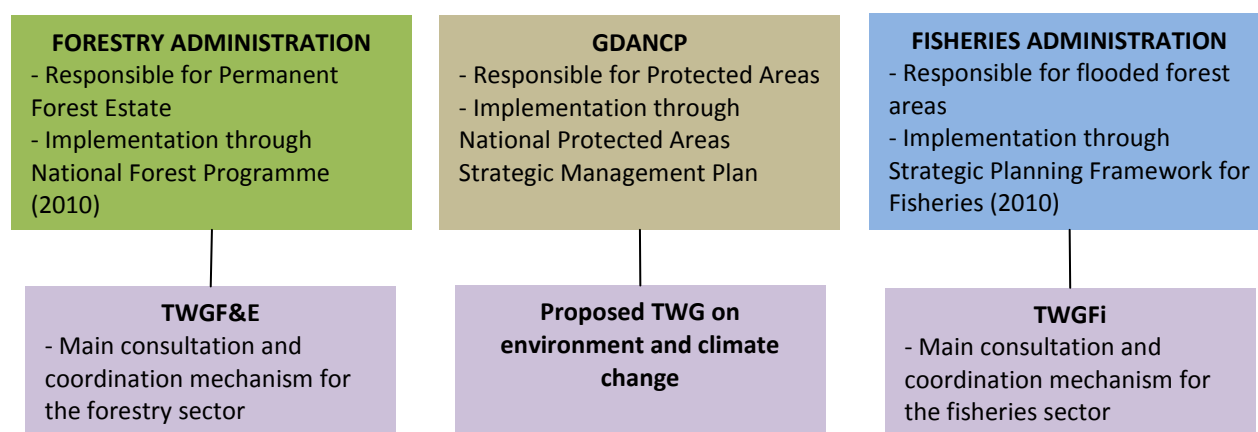 FORESTRY ADMINISTRATION
- Responsible for Permanent
Forest Estate
- Implementation through
National Forest Programme
(2010)
GDANCP
- Responsible for Protected Areas
- Implementation through
National Protected Areas
Strategic Management Plan
FISHERIES ADMINISTRATION
- Responsible for flooded forest
areas
- Implementation through
Strategic Planning Framework for
Fisheries (2010)
TWGF&E
- Main consultation and
coordination mechanism for
the forestry sector
Proposed TWG on
environment and climate
change
TWGFi
- Main consultation and
coordination mechanism for
the fisheries sector